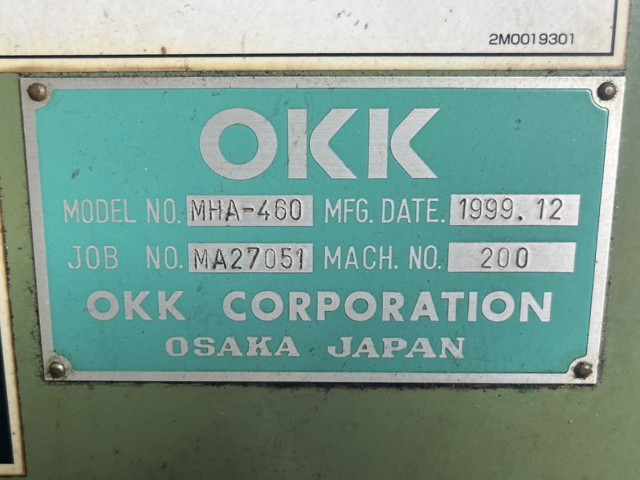 2M0019301
OKK
MODEL NO. MHA-460 MFG. DATE. 1999.12
JOB NO. MA27051 MACH. NO. 200
OKK CORPORATION
OSAKA JAPAN